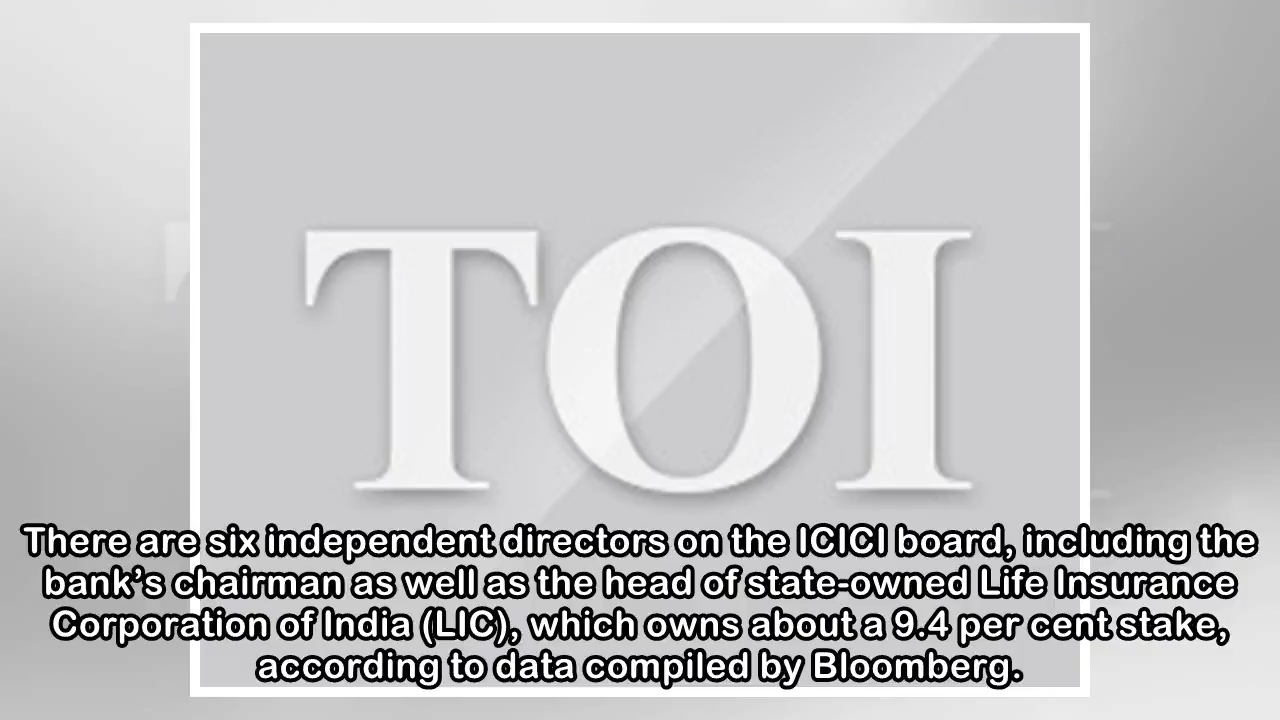 TOI
There are six independent directors on the ICICI board, including the
bank’s chairman as well as the head of state-owned Life Insurance
Corporation of India (LIC), which owns about a 9.4 per cent stake,
according to data compiled by Bloomberg.